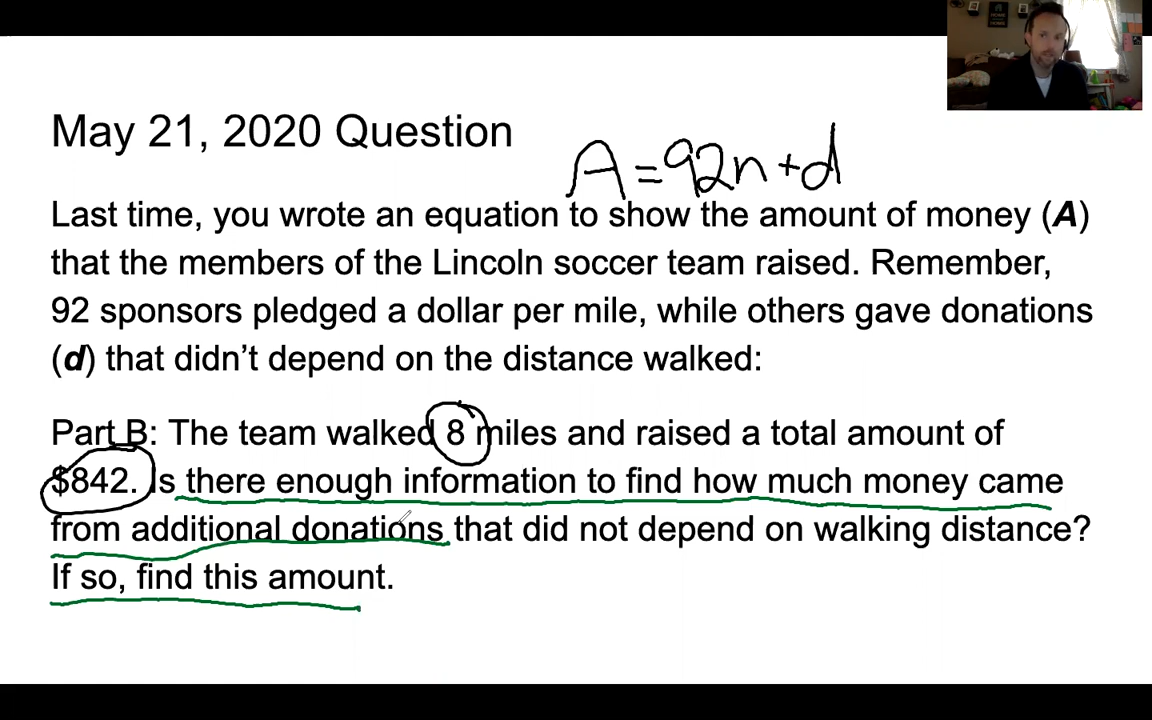 May 21, 2020 Question
A = 92n + d
Last time, you wrote an equation to show the amount of money (A)
that the members of the Lincoln soccer team raised. Remember,
92 sponsors pledged a dollar per mile, while others gave donations
(d) that didn’t depend on the distance walked:
Part B: The team walked 8 miles and raised a total amount of
$842. Is there enough information to find how much money came
from additional donations that did not depend on walking distance?
If so, find this amount.